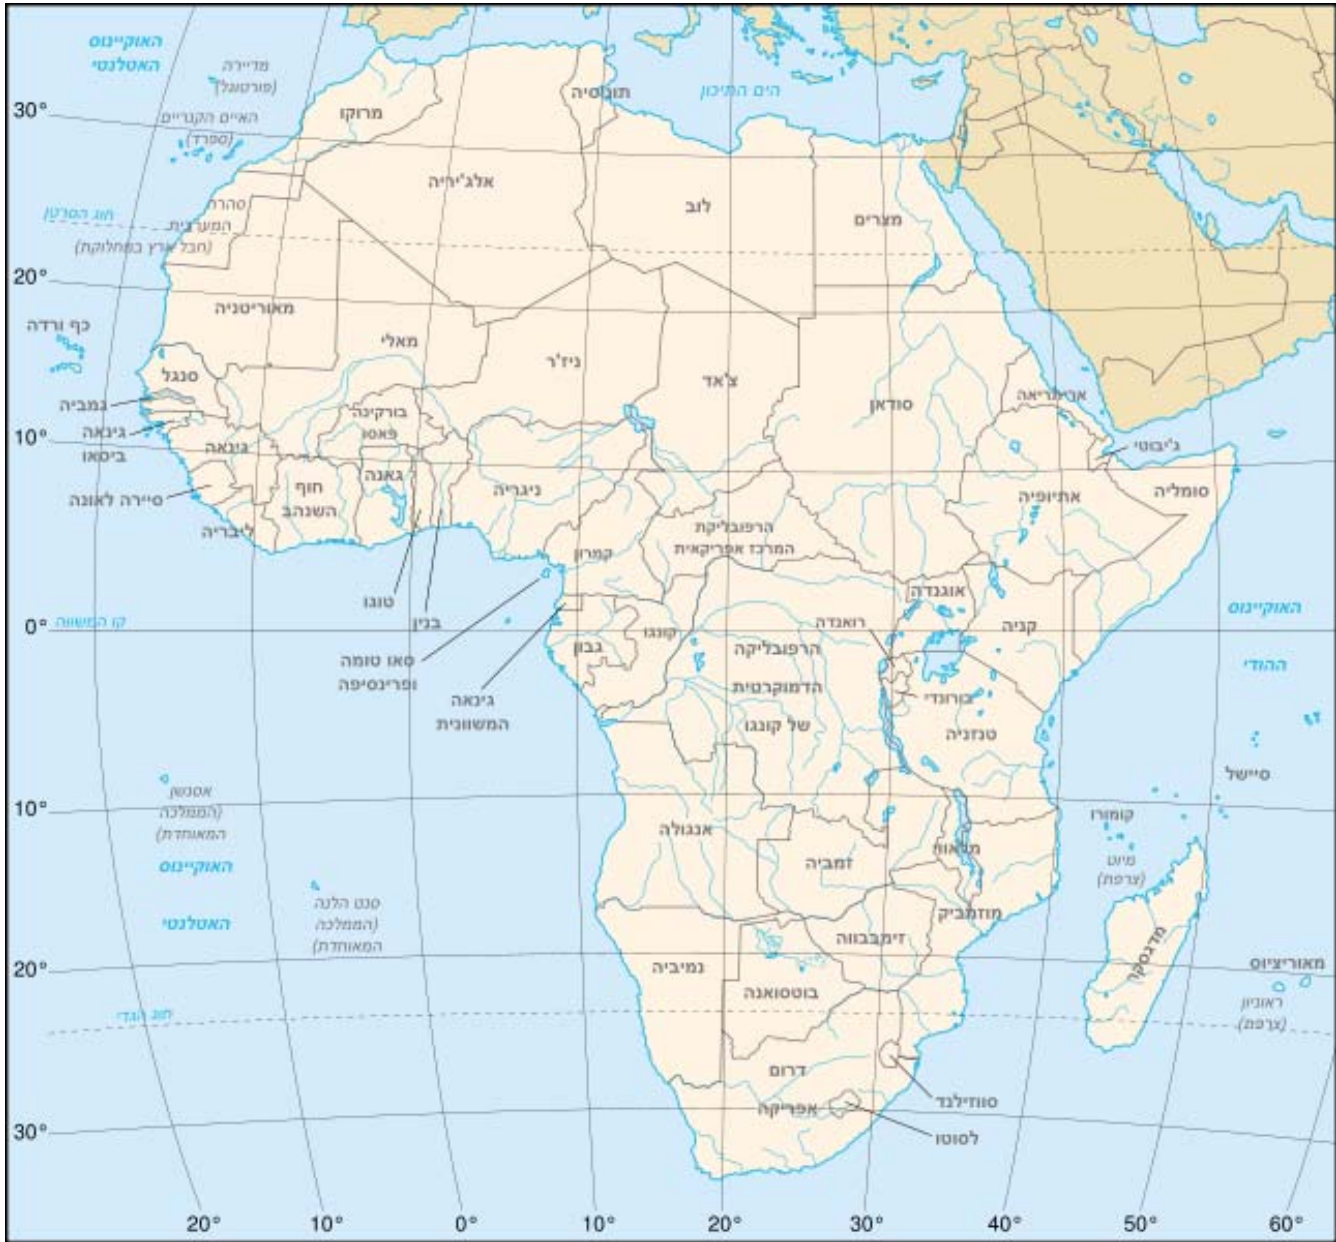 האוקיינוס
האטלנטי
מדיירה
(פורטוגל)
האיים הקנריים
(ספרד)
הים התיכון
תוניסיה
מרוקו
אלג'יריה
לוב
מצרים
סהרה
המערבית
(חבל ארץ במחלוקת)
חוג הסרטן
מאוריטניה
מאלי
ניז'ר
צ'אד
סודאן
אריתריאה
כף ורדה
סנגל
גמביה
גינאה
ביסאו
גינאה
סיירה לאונה
ליבריה
חוף
השנהב
בורקינה
פאסו
גאנה
טוגו
בנין
ניגריה
קמרון
הרפובליקת
המרכז אפריקאית
ג'יבוטי
אתיופיה
סומליה
אוגנדה
קניה
רואנדה
בורונדי
טנזניה
קו המשווה
סאו טומה
ופרינסיפה
גינאה
המשוונית
גבון
קונגו
הרפובליקה
הדמוקרטית
של קונגו
האוקיינוס
ההודי
סיישל
קומורו
מיוט
(צרפת)
אסנשן
(הממלכה
המאוחדת)
האוקיינוס
האטלנטי
סנט הלנה
(הממלכה
המאוחדת)
אנגולה
זמביה
מלאווי
מוזמביק
זימבבווה
נמיביה
בוטסואנה
מדגסקר
מאוריציוס
ראוניון
(צרפת)
חוג הגדי
דרום
אפריקה
סווזילנד
לסוטו
30°
20°
10°
0°
10°
20°
30°
20°
10°
0°
10°
20°
30°
40°
50°
60°